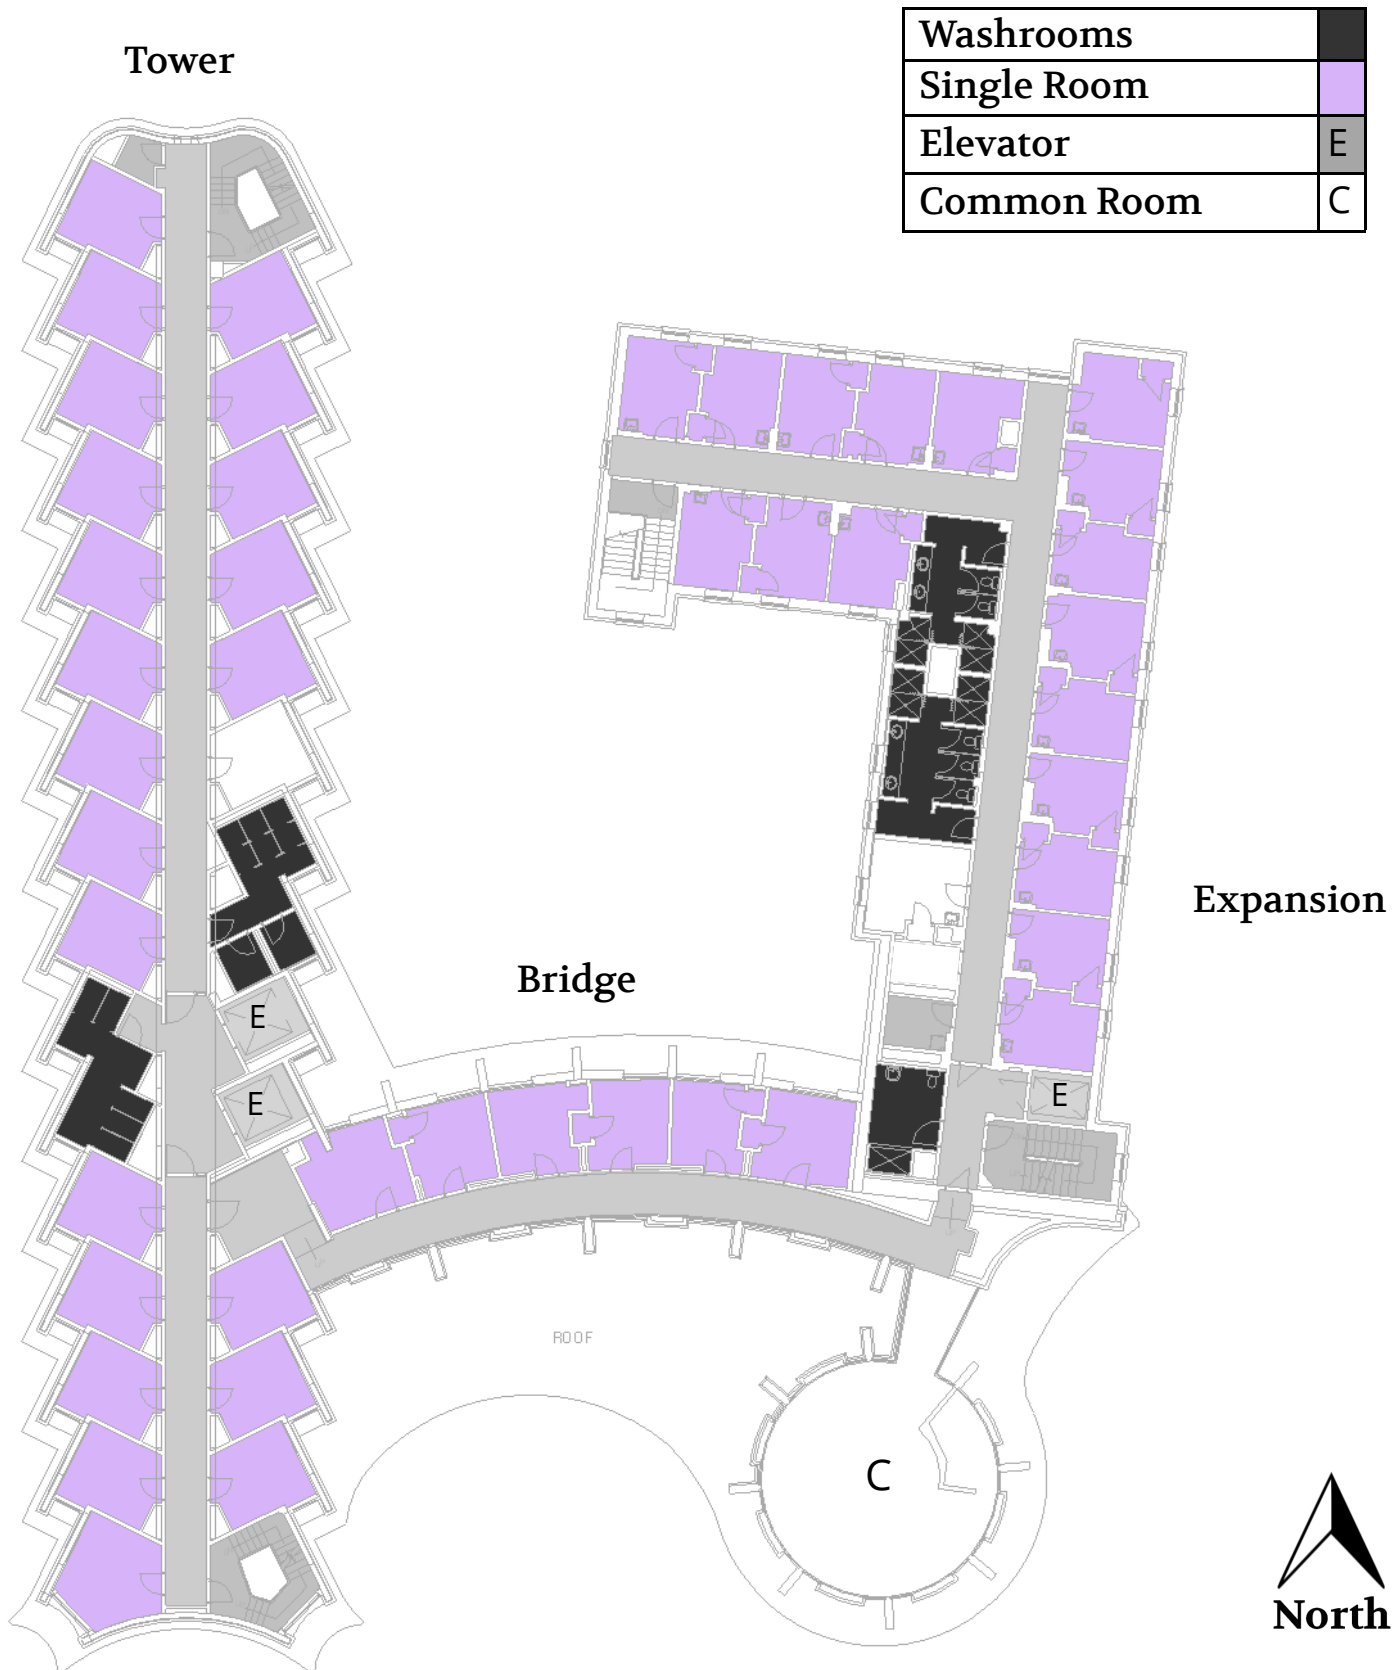 Tower
Washrooms
Single Room
Elevator E
Common Room C
Expansion
Bridge
E
E
E
ROOF
C
North